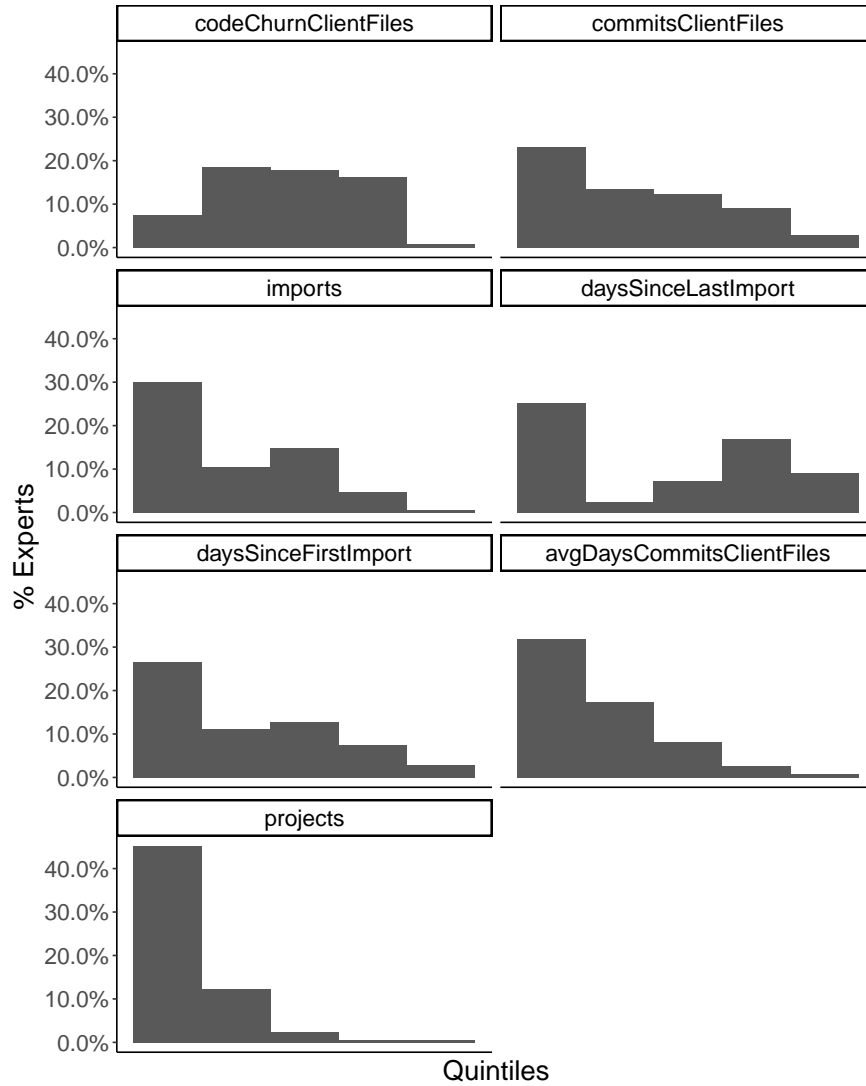 codeChurnClientFiles
commitsClientFiles
40.0%
30.0%
20.0%
10.0%
0.0%
imports
daysSinceLastImport
40.0%
30.0%
20.0%
10.0%
0.0%
daysSinceFirstImport
avgDaysCommitsClientFiles
40.0%
30.0%
20.0%
10.0%
0.0%
projects
40.0%
30.0%
20.0%
10.0%
0.0%
% Experts
Quintiles